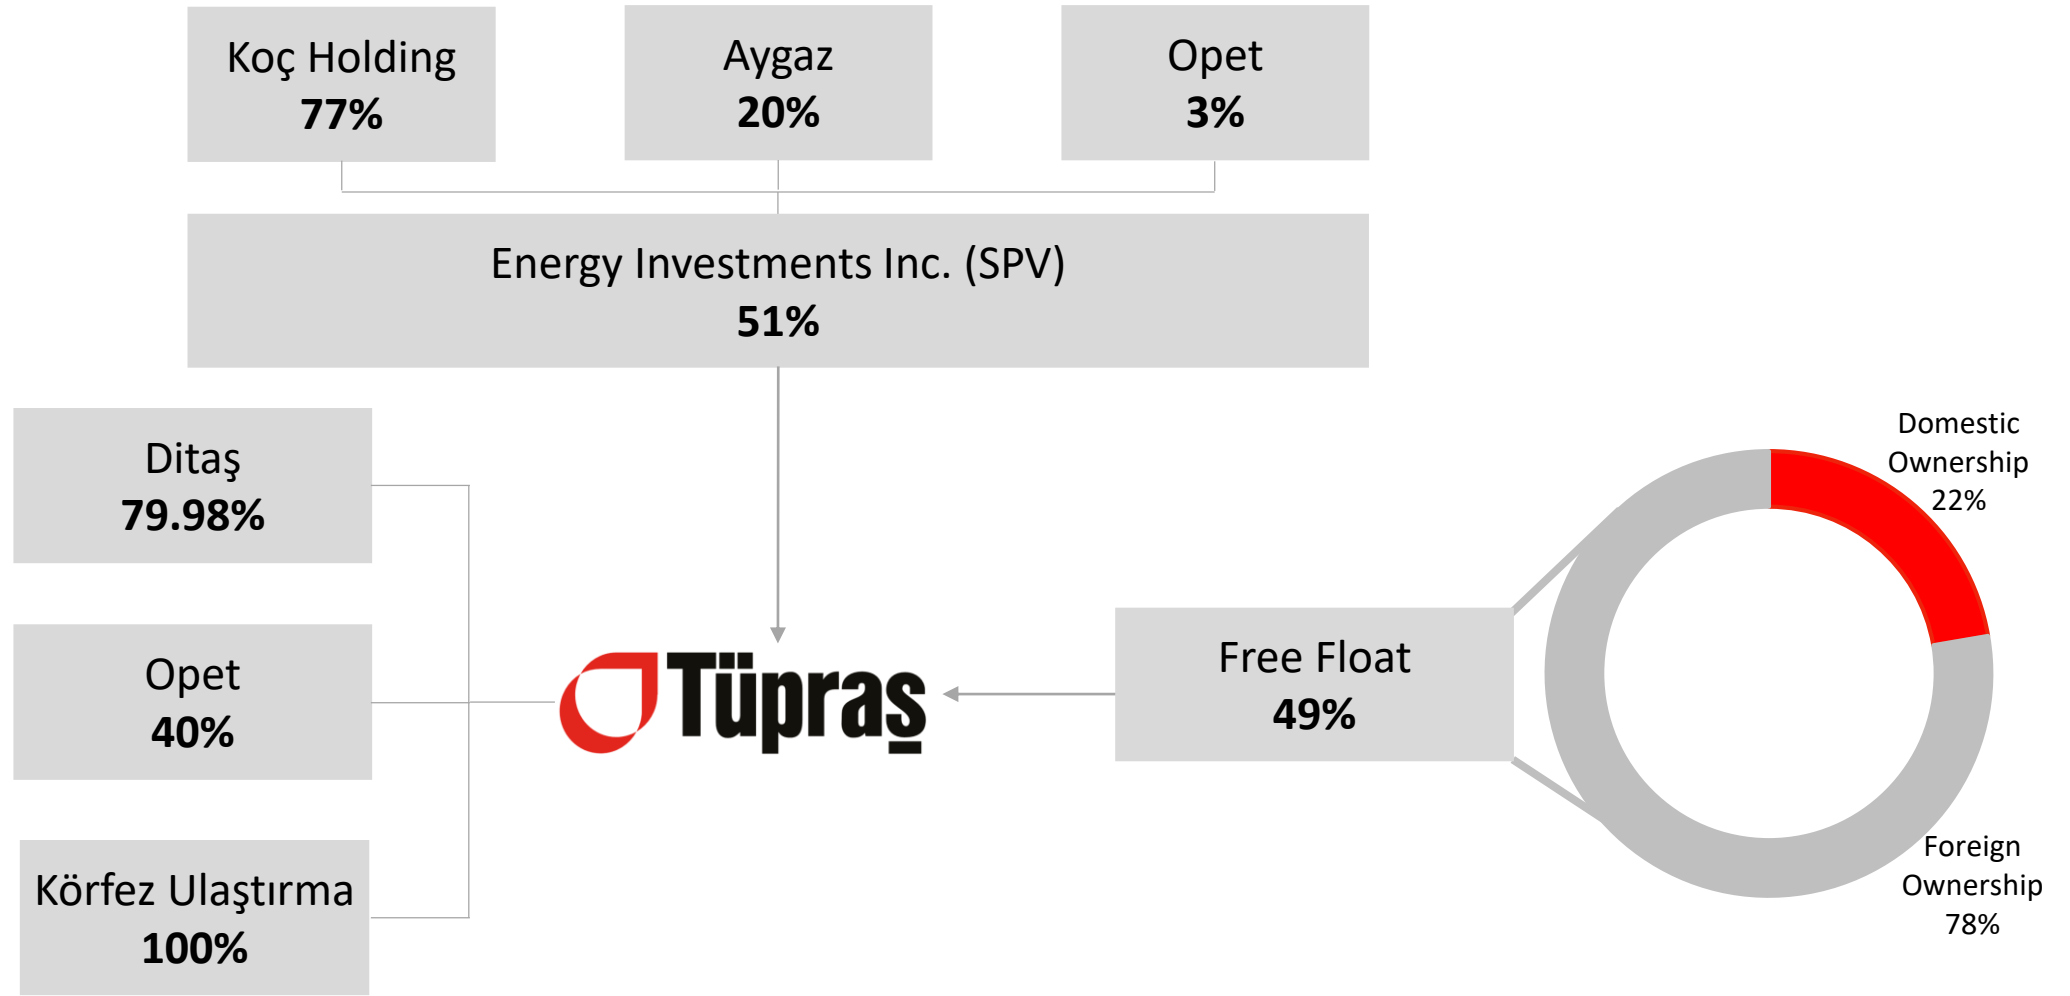 Koç Holding
77%
Aygaz
20%
Opet
3%
Energy Investments Inc. (SPV)
51%
Ditaş
79.98%
Opet
40%
Körfez Ulaştırma
100%
Tüpraş
Free Float
49%
Domestic
Ownership
22%
Foreign
Ownership
78%